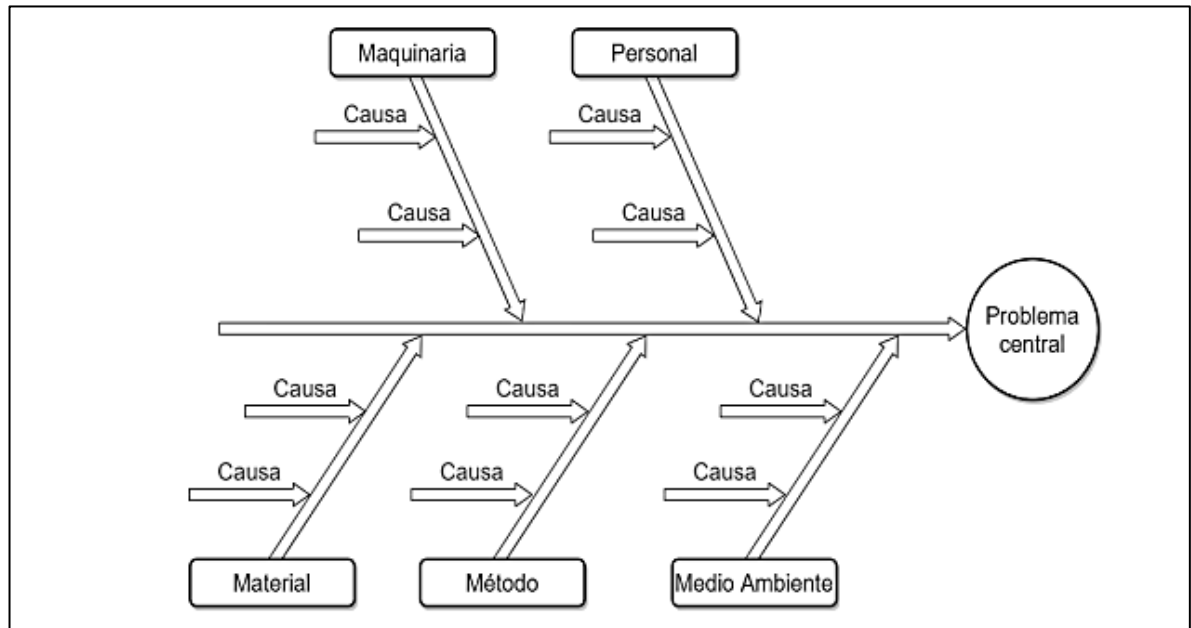 Maquinaria
Personal
Causa
Causa
Causa
Causa
Problema
central
Causa
Causa
Causa
Causa
Causa
Causa
Material
Método
Medio Ambiente